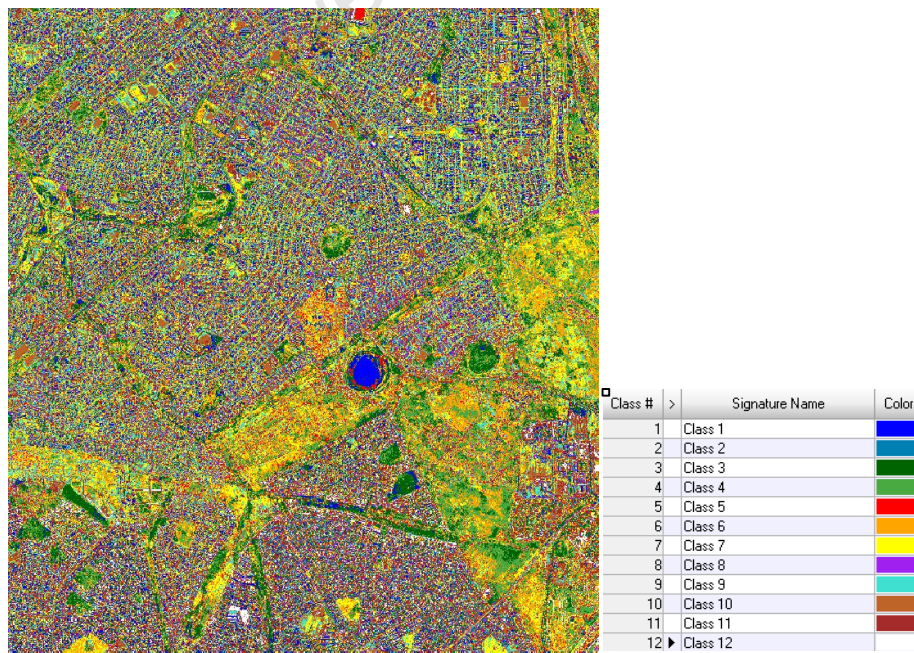 Class # > Signature Name Color
1 Class 1
2 Class 2
3 Class 3
4 Class 4
5 Class 5
6 Class 6
7 Class 7
8 Class 8
9 Class 9
10 Class 10
11 Class 11
12 Class 12